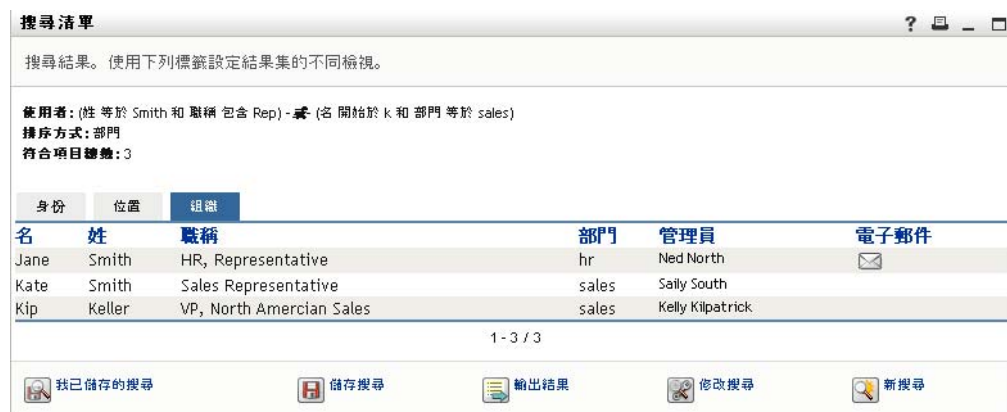 搜尋清單
搜尋結果。使用下列標籤設定結果集的不同檢視。
使用者: (姓 等於 Smith 和 職稱 包含 Rep) -或- (名 開始於 k 和 部門 等於 sales)
排序方式: 部門
符合項目總數: 3
身份 位置 組織
名 姓 職稱 部門 管理員 電子郵件
Jane Smith HR, Representative hr Ned North
Kate Smith Sales Representative sales Saily South
Kip Keller VP, North Amercian Sales sales Kelly Kilpatrick
1 - 3 / 3
我已儲存的搜尋 儲存搜尋 輸出結果 修改搜尋 新搜尋